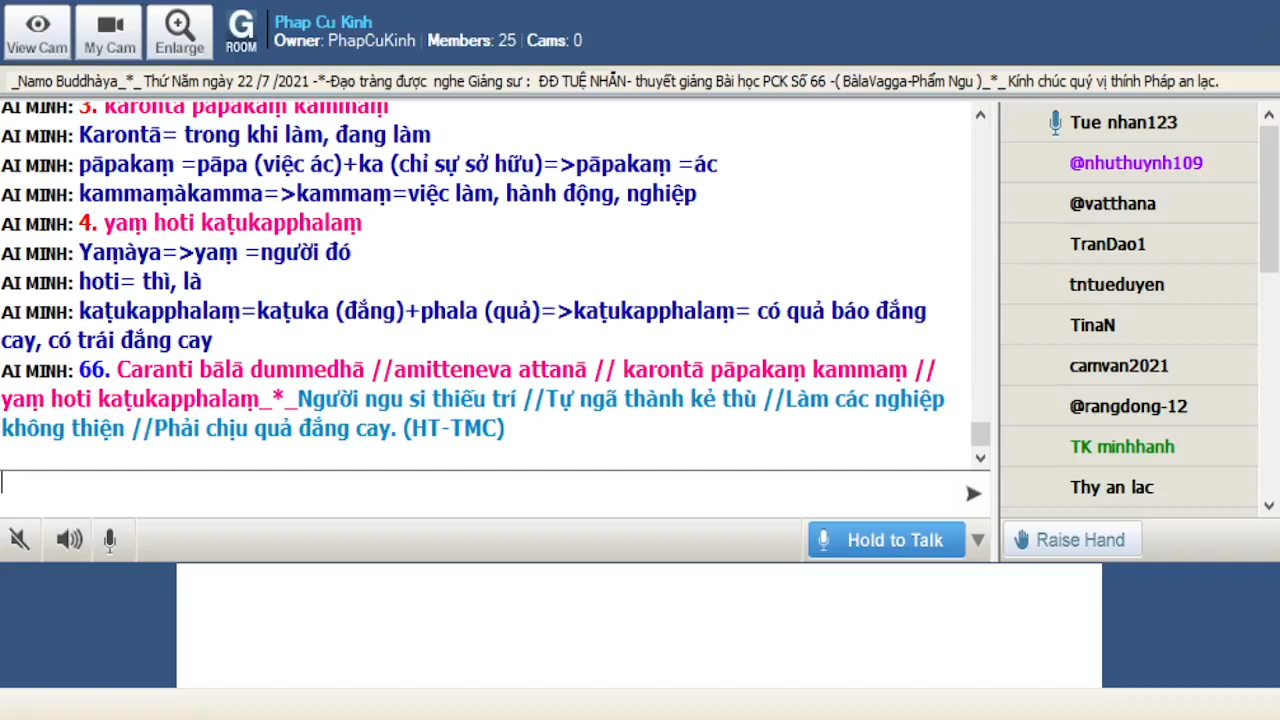 View Cam
My Cam
Enlarge
G
ROOM
Phap Cu Kinh
Owner: PhapCuKinh | Members: 25 | Cams: 0
_Namo Buddhàya_*_ Thứ Năm ngày 22 /7 /2021 -*-Đạo tràng được nghe Giảng sư : ĐĐ TUỆ NHẪN- thuyết giảng Bài học PCK Số 66 -( BàlaVagga-Phẩm Ngu )_*_ Kính chúc quý vị thính Pháp an lạc.
AI MINH: 3. karontā pāpakaṃ kammaṃ
AI MINH: Karontā= trong khi làm, đang làm
AI MINH: pāpakaṃ =pāpa (việc ác)+ka (chỉ sự sở hữu)=>pāpakaṃ =ác
AI MINH: kammaṃàkamma=>kammaṃ=việc làm, hành động, nghiệp
AI MINH: 4. yaṃ hoti kaṭukapphalaṃ
AI MINH: Yaṃàya=>yaṃ =người đó
AI MINH: hoti= thì, là
AI MINH: kaṭukapphalaṃ=kaṭuka (đắng)+phala (quả)=>kaṭukapphalaṃ= có quả báo đắng
cay, có trái đắng cay
AI MINH: 66. Caranti bālā dummedhā //amitteneva attanā // karontā pāpakaṃ kammaṃ //
yaṃ hoti kaṭukapphalaṃ_*_Người ngu si thiếu trí //Tự ngã thành kẻ thù //Làm các nghiệp
không thiện //Phải chịu quả đắng cay. (HT-TMC)
Tue nhan123
@nhuthuynh109
@vatthana
TranDao1
tntueduyen
TinaN
camvan2021
@rangdong-12
TK minhhanh
Thy an lac
Hold to Talk
Raise Hand